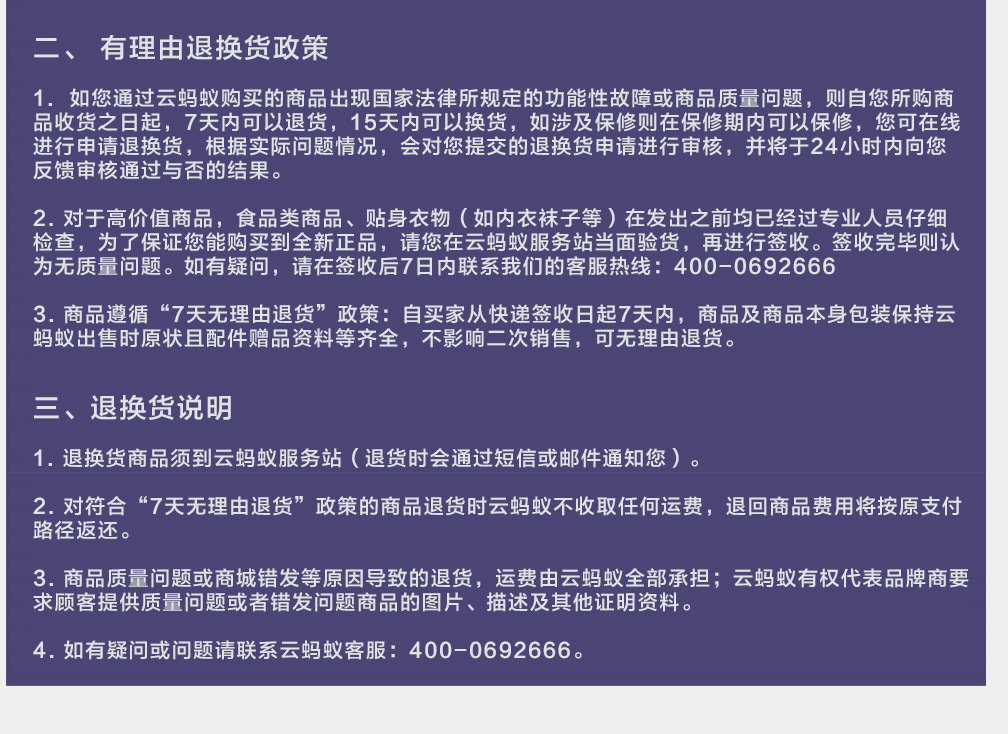 二、 有理由退换货政策
1. 如您通过云蚂蚁购买的商品出现国家法律所规定的功能性故障或商品质量问题，则自您所购商
品收货之日起，7天内可以退货，15天内可以换货，如涉及保修则在保修期内可以保修，您可在线
进行申请退换货，根据实际问题情况，会对您提交的退换货申请进行审核，并将于24小时内向您
反馈审核通过与否的结果。
2. 对于高价值商品，食品类商品、贴身衣物（如内衣袜子等）在发出之前均已经过专业人员仔细
检查，为了保证您能购买到全新正品，请您在云蚂蚁服务站当面验货，再进行签收。签收完毕则认
为无质量问题。如有疑问，请在签收后7日内联系我们的客服热线：400-0692666
3. 商品遵循“7天无理由退货”政策：自买家从快递签收日起7天内，商品及商品本身包装保持云
蚂蚁出售时原状且配件赠品资料等齐全，不影响二次销售，可无理由退货。
三、退换货说明
1. 退换货商品须到云蚂蚁服务站（退货时会通过短信或邮件通知您）。
2. 对符合“7天无理由退货”政策的商品退货时云蚂蚁不收取任何运费，退回商品费用将按原支付
路径返还。
3. 商品质量问题或商城错发等原因导致的退货，运费由云蚂蚁全部承担；云蚂蚁有权代表品牌商要
求顾客提供质量问题或者错发问题商品的图片、描述及其他证明资料。
4. 如有疑问或问题请联系云蚂蚁客服：400-0692666。